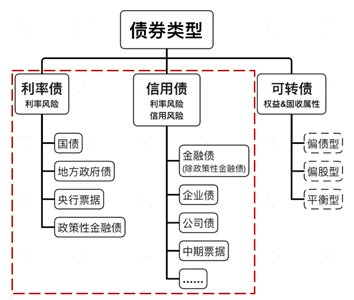 债券类型
利率债
利率风险
国债
地方政府债
央行票据
政策性金融债
信用债
利率风险
信用风险
金融债
(除政策性金融债)
企业债
公司债
中期票据
……
可转债
权益&固收属性
偏债型
偏股型
平衡型